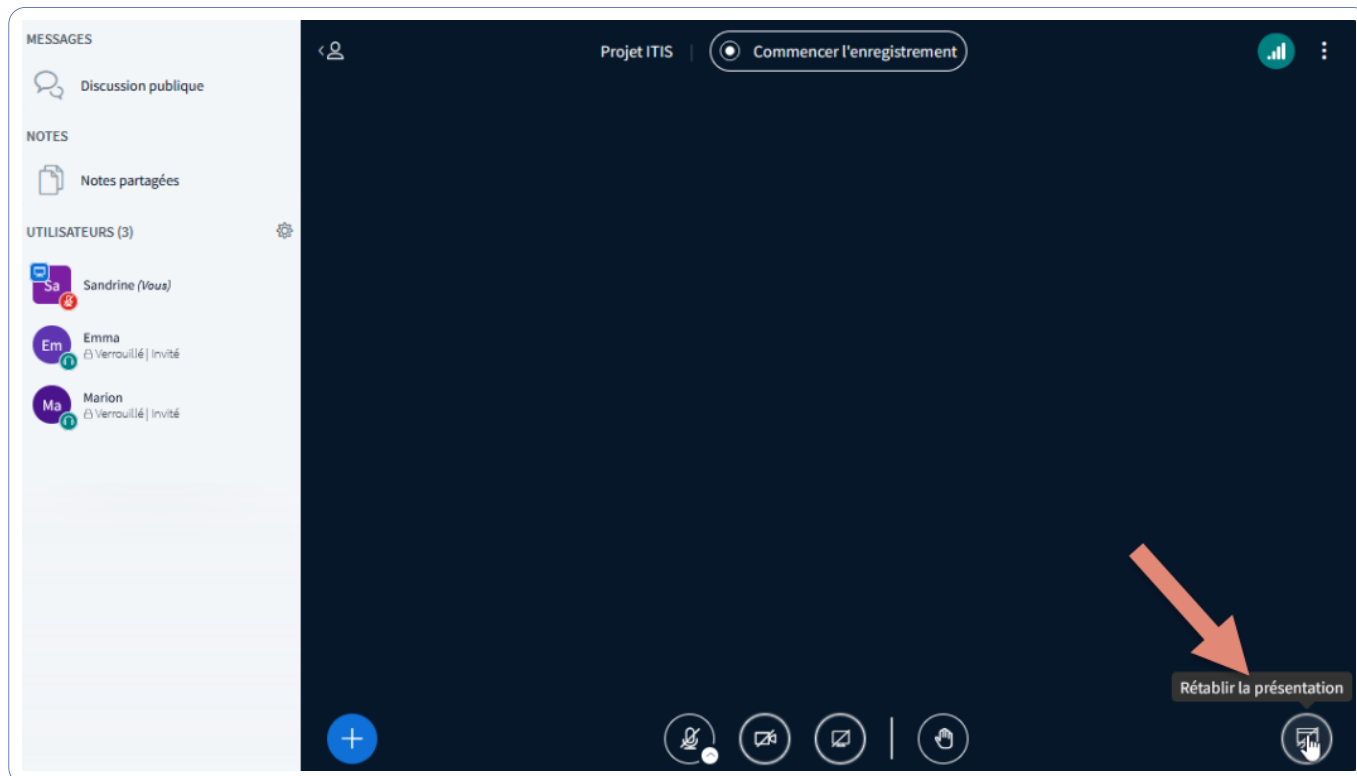 MESSAGES
Discussion publique
NOTES
Notes partagées
UTILISATEURS (3)
Sa
Sandrine (Vous)
Em
Emma
Verrouillé | Invité
Ma
Marion
Verrouillé | Invité
Projet ITIS | Commencer l'enregistrement
Rétablir la présentation